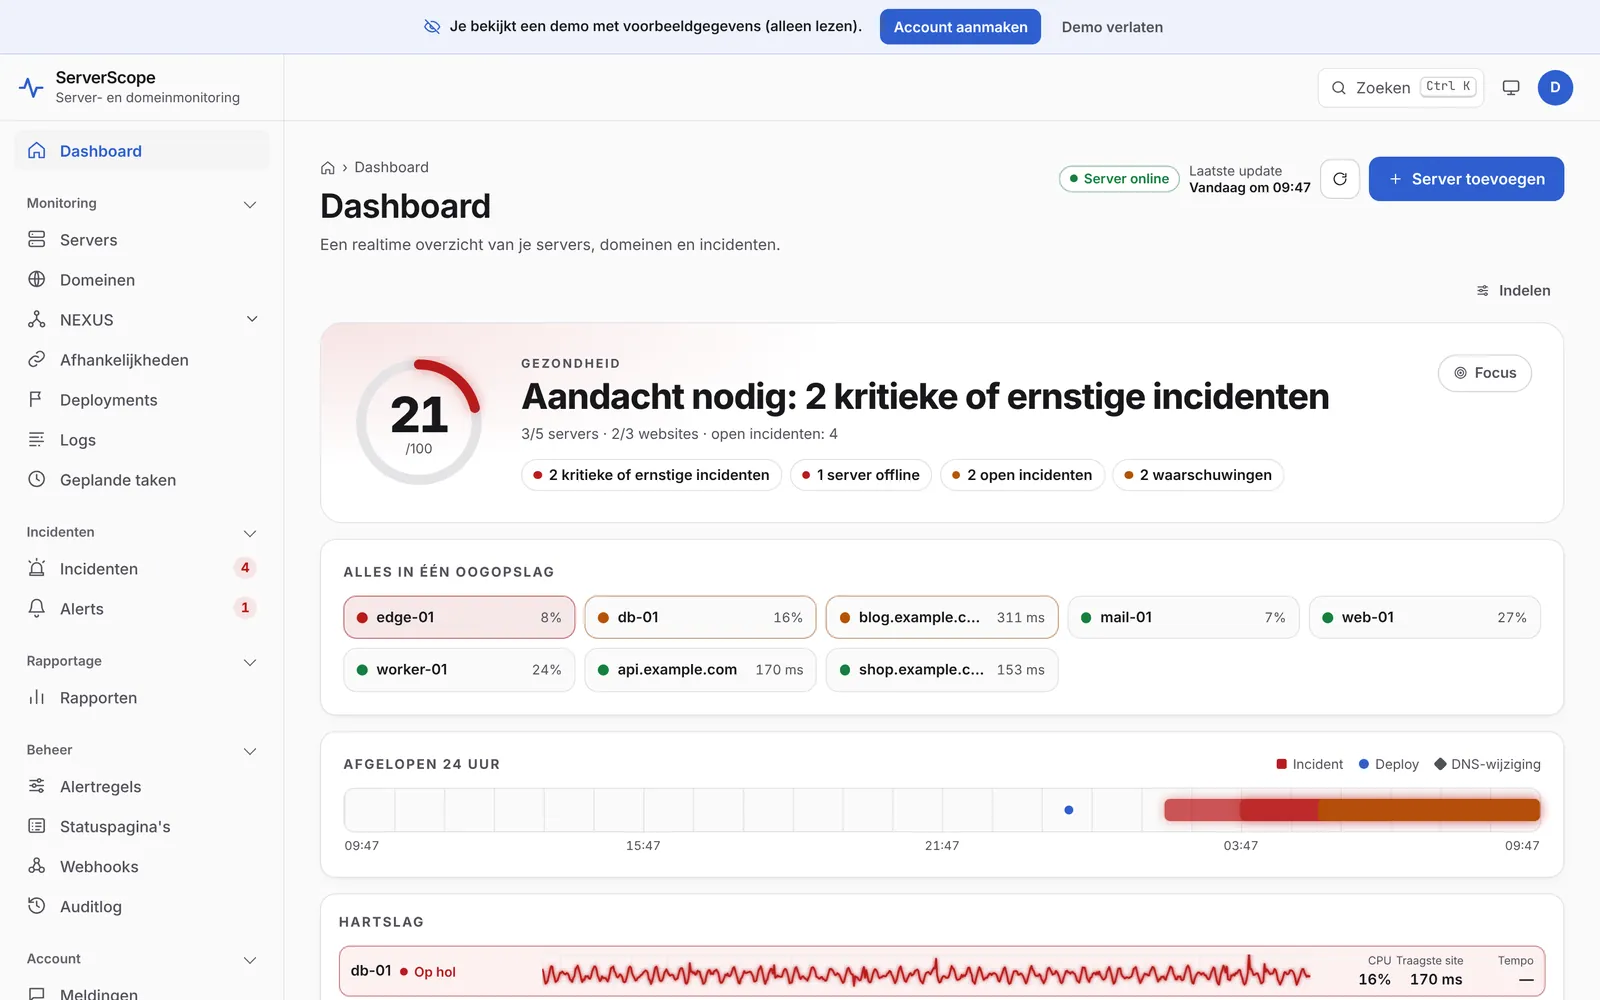 Je bekijkt een demo met voorbeeldgegevens (alleen lezen).
Account aanmaken
Demo verlaten
ServerScope
Server- en domeinmonitoring
Zoeken
Ctrl K
D
Dashboard
Monitoring
Servers
Domeinen
NEXUS
Afhankelijkheden
Deployments
Logs
Geplande taken
Incidenten
Incidenten
4
Alerts
1
Rapportage
Rapporten
Beheer
Alertregels
Statuspagina's
Webhooks
Auditlog
Account
Meldingen
› Dashboard
Dashboard
Een realtime overzicht van je servers, domeinen en incidenten.
Server online
Laatste update
Vandaag om 09:47
+ Server toevoegen
Indelen
21
/100
GEZONDHEID
Aandacht nodig: 2 kritieke of ernstige incidenten
3/5 servers · 2/3 websites · open incidenten: 4
2 kritieke of ernstige incidenten
1 server offline
2 open incidenten
2 waarschuwingen
Focus
ALLES IN ÉÉN OOGOPSLAG
edge-01 8%
db-01 16%
blog.example.c... 311 ms
mail-01 7%
web-01 27%
worker-01 24%
api.example.com 170 ms
shop.example.c... 153 ms
AFGELOPEN 24 UUR
Incident
Deploy
DNS-wijziging
09:47 15:47 21:47 03:47 09:47
HARTSLAG
db-01 Op hol
CPU Traagste site Tempo
16% 170 ms —